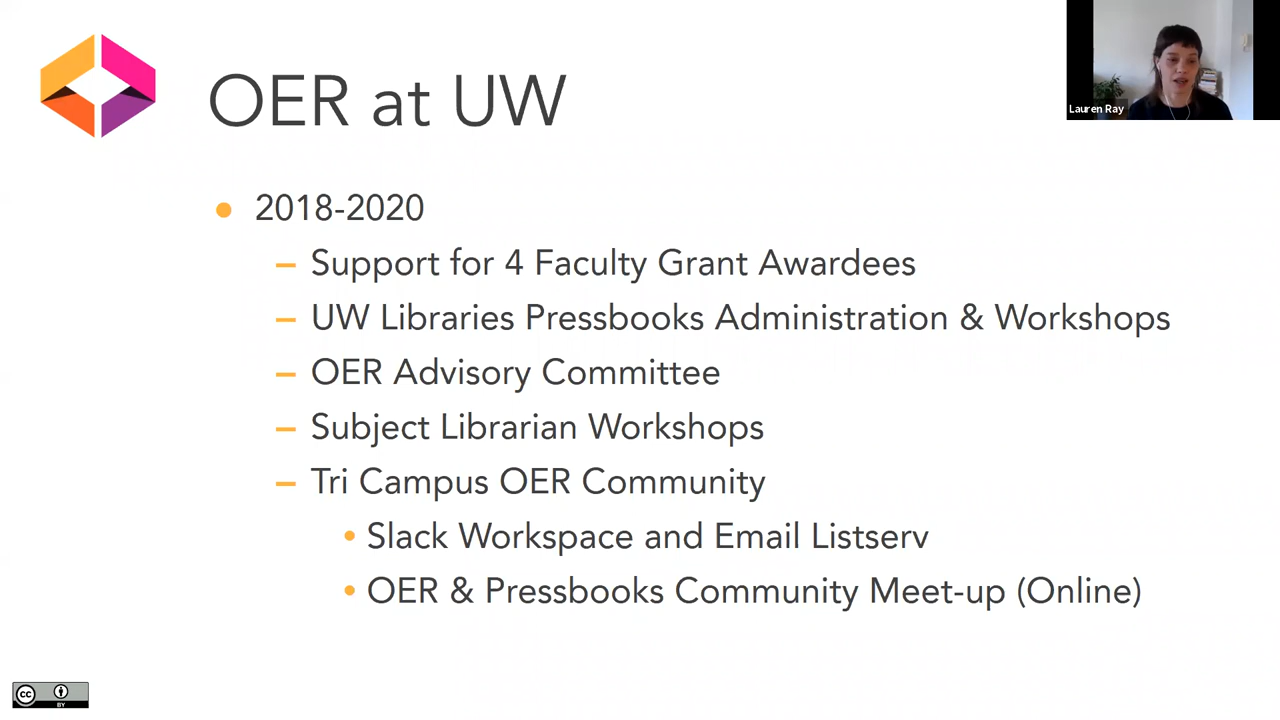 OER at UW
Lauren Ray
2018-2020
Support for 4 Faculty Grant Awardees
UW Libraries Pressbooks Administration & Workshops
OER Advisory Committee
Subject Librarian Workshops
Tri Campus OER Community
Slack Workspace and Email Listserv
OER & Pressbooks Community Meet-up (Online)
cc
BY